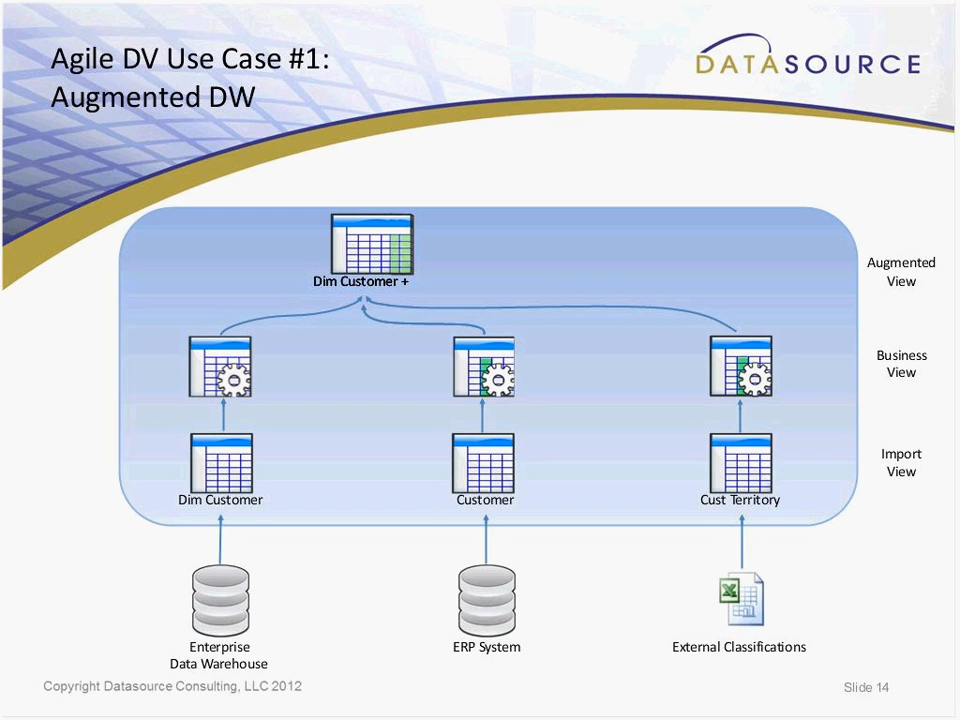 Agile DV Use Case #1:
Augmented DW
DATASOURCE
Dim Customer +
Augmented
View
Business
View
Import
View
Dim Customer
Customer
Cust Territory
Enterprise
Data Warehouse
ERP System
External Classifications
Copyright Datasource Consulting, LLC 2012
Slide 14